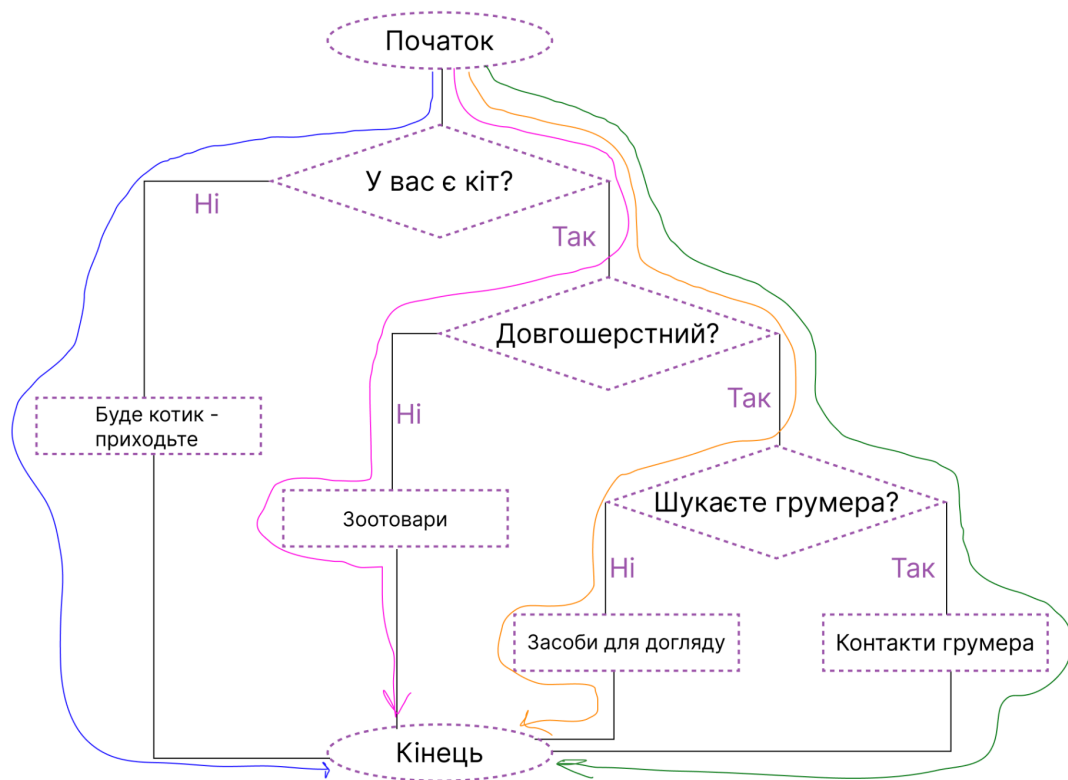 Початок
У вас є кіт?
Ні
Так
Довгошерстний?
Ні
Так
Буде котик -
приходьте
Зоотовари
Шукаєте грумера?
Ні
Так
Засоби для догляду
Контакти грумера
Кінець